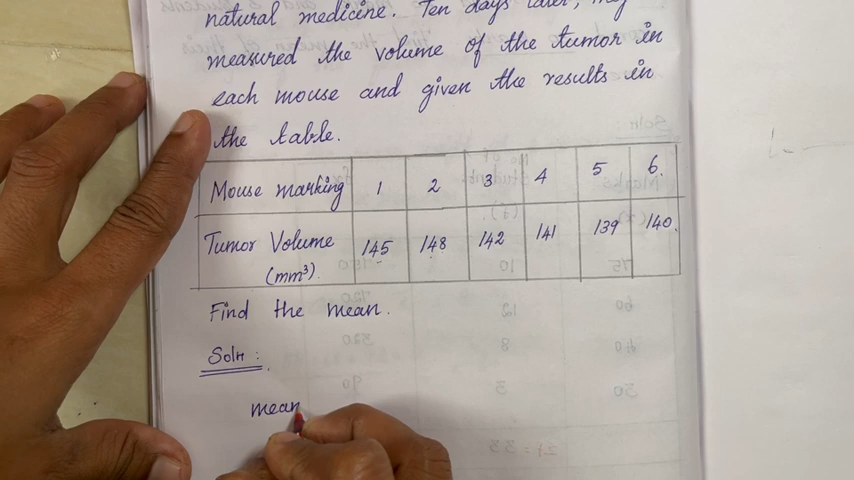 natural medicine. Ten days later, they
measured the volume of the tumor in
each mouse and given the results in
the table.
Mouse marking 1 2 3 4 5 6.
Tumor Volume (mm³). 145 148 142 141 139 140.
Find the mean.
Soln :
mean